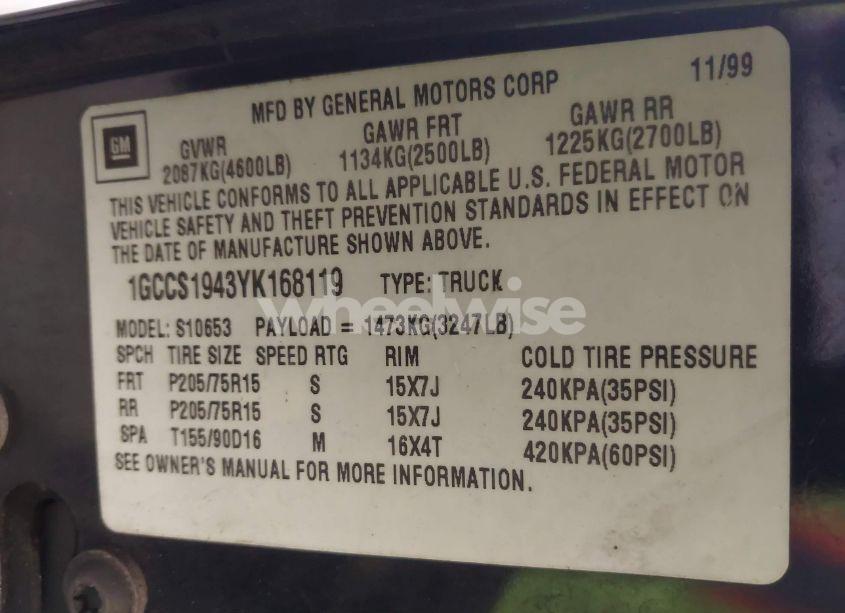 MFD BY GENERAL MOTORS CORP 11/99
GM
GVWR GAWR FRT GAWR RR
2087KG(4600LB) 1134KG(2500LB) 1225KG(2700LB)
THIS VEHICLE CONFORMS TO ALL APPLICABLE U.S. FEDERAL MOTOR
VEHICLE SAFETY AND THEFT PREVENTION STANDARDS IN EFFECT ON
THE DATE OF MANUFACTURE SHOWN ABOVE.
1GCCS1943YK168119 TYPE: TRUCK
wheelwise
MODEL: S10653 PAYLOAD = 1473KG(3247LB)
SPCH TIRE SIZE SPEED RTG RIM COLD TIRE PRESSURE
FRT P205/75R15 S 15X7J 240KPA(35PSI)
RR P205/75R15 S 15X7J 240KPA(35PSI)
SPA T155/90D16 M 16X4T 420KPA(60PSI)
SEE OWNER'S MANUAL FOR MORE INFORMATION.